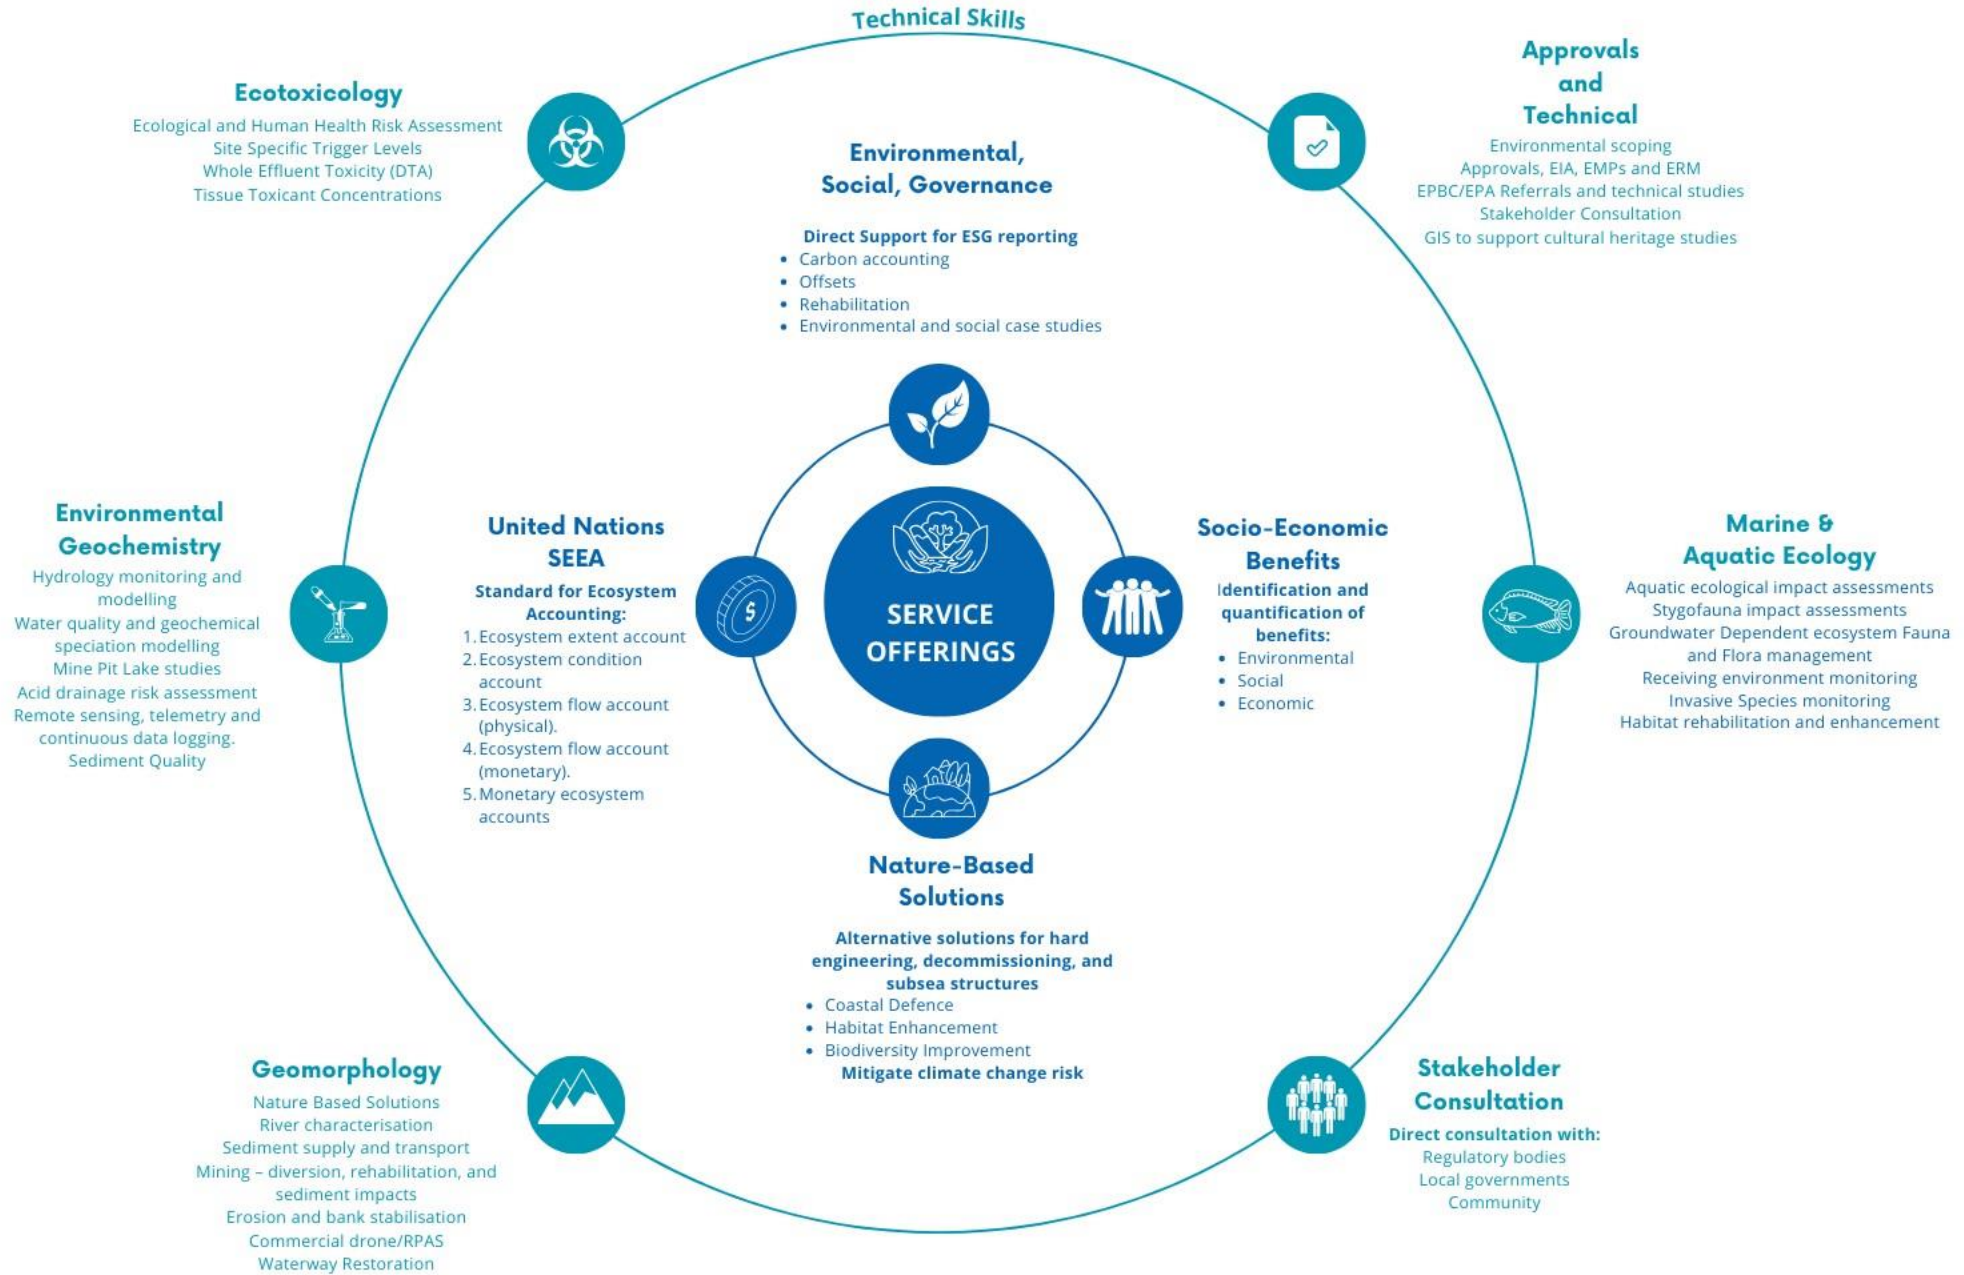 Technical Skills
Ecotoxicology
Ecological and Human Health Risk Assessment
Site Specific Trigger Levels
Whole Effluent Toxicity (DTA)
Tissue Toxicant Concentrations
Approvals
and
Technical
Environmental scoping
Approvals, EIA, EMPs and ERM
EPBC/EPA Referrals and technical studies
Stakeholder Consultation
GIS to support cultural heritage studies
Environmental,
Social, Governance
Direct Support for ESG reporting
• Carbon accounting
• Offsets
• Rehabilitation
• Environmental and social case studies
Environmental
Geochemistry
Hydrology monitoring and
modelling
Water quality and geochemical
speciation modelling
Mine Pit Lake studies
Acid drainage risk assessment
Remote sensing, telemetry and
continuous data logging.
Sediment Quality
United Nations
SEEA
Standard for Ecosystem
Accounting:
1. Ecosystem extent account
2. Ecosystem condition
account
3. Ecosystem flow account
(physical).
4. Ecosystem flow account
(monetary).
5. Monetary ecosystem
accounts
$
SERVICE
OFFERINGS
Socio-Economic
Benefits
Identification and
quantification of
benefits:
• Environmental
• Social
• Economic
Marine &
Aquatic Ecology
Aquatic ecological impact assessments
Stygofauna impact assessments
Groundwater Dependent ecosystem Fauna
and Flora management
Receiving environment monitoring
Invasive Species monitoring
Habitat rehabilitation and enhancement
Nature-Based
Solutions
Alternative solutions for hard
engineering, decommissioning, and
subsea structures
• Coastal Defence
• Habitat Enhancement
• Biodiversity Improvement
Mitigate climate change risk
Geomorphology
Nature Based Solutions
River characterisation
Sediment supply and transport
Mining – diversion, rehabilitation, and
sediment impacts
Erosion and bank stabilisation
Commercial drone/RPAS
Waterway Restoration
Stakeholder
Consultation
Direct consultation with:
Regulatory bodies
Local governments
Community